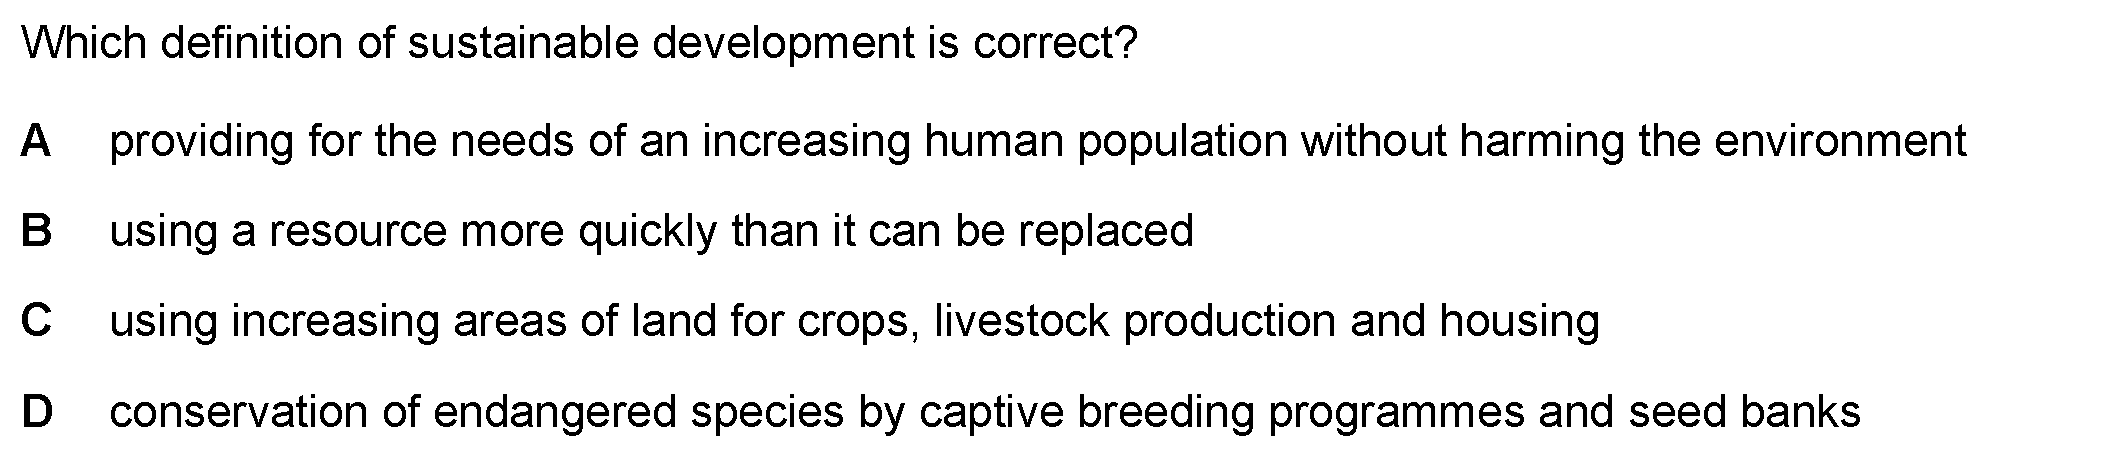 Which definition of sustainable development is correct?
A providing for the needs of an increasing human population without harming the environment
B using a resource more quickly than it can be replaced
C using increasing areas of land for crops, livestock production and housing
D conservation of endangered species by captive breeding programmes and seed banks